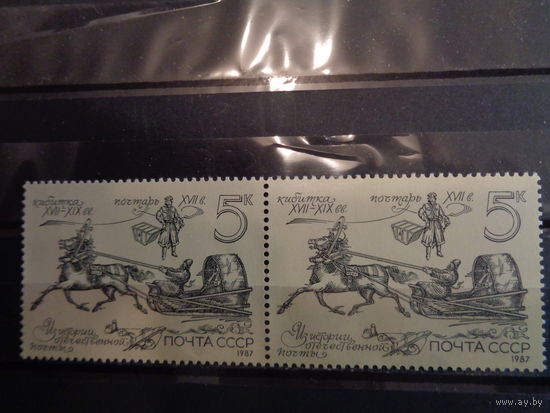 кибитка
XVII-XIX вв.
почтарь XVII в.
5к
Из истории
отечественной
почты
ПОЧТА СССР
1987
кибитка
XVII-XIX вв.
почтарь XVII в.
5к
Из истории
отечественной
почты
ПОЧТА СССР
1987
www.ay.by